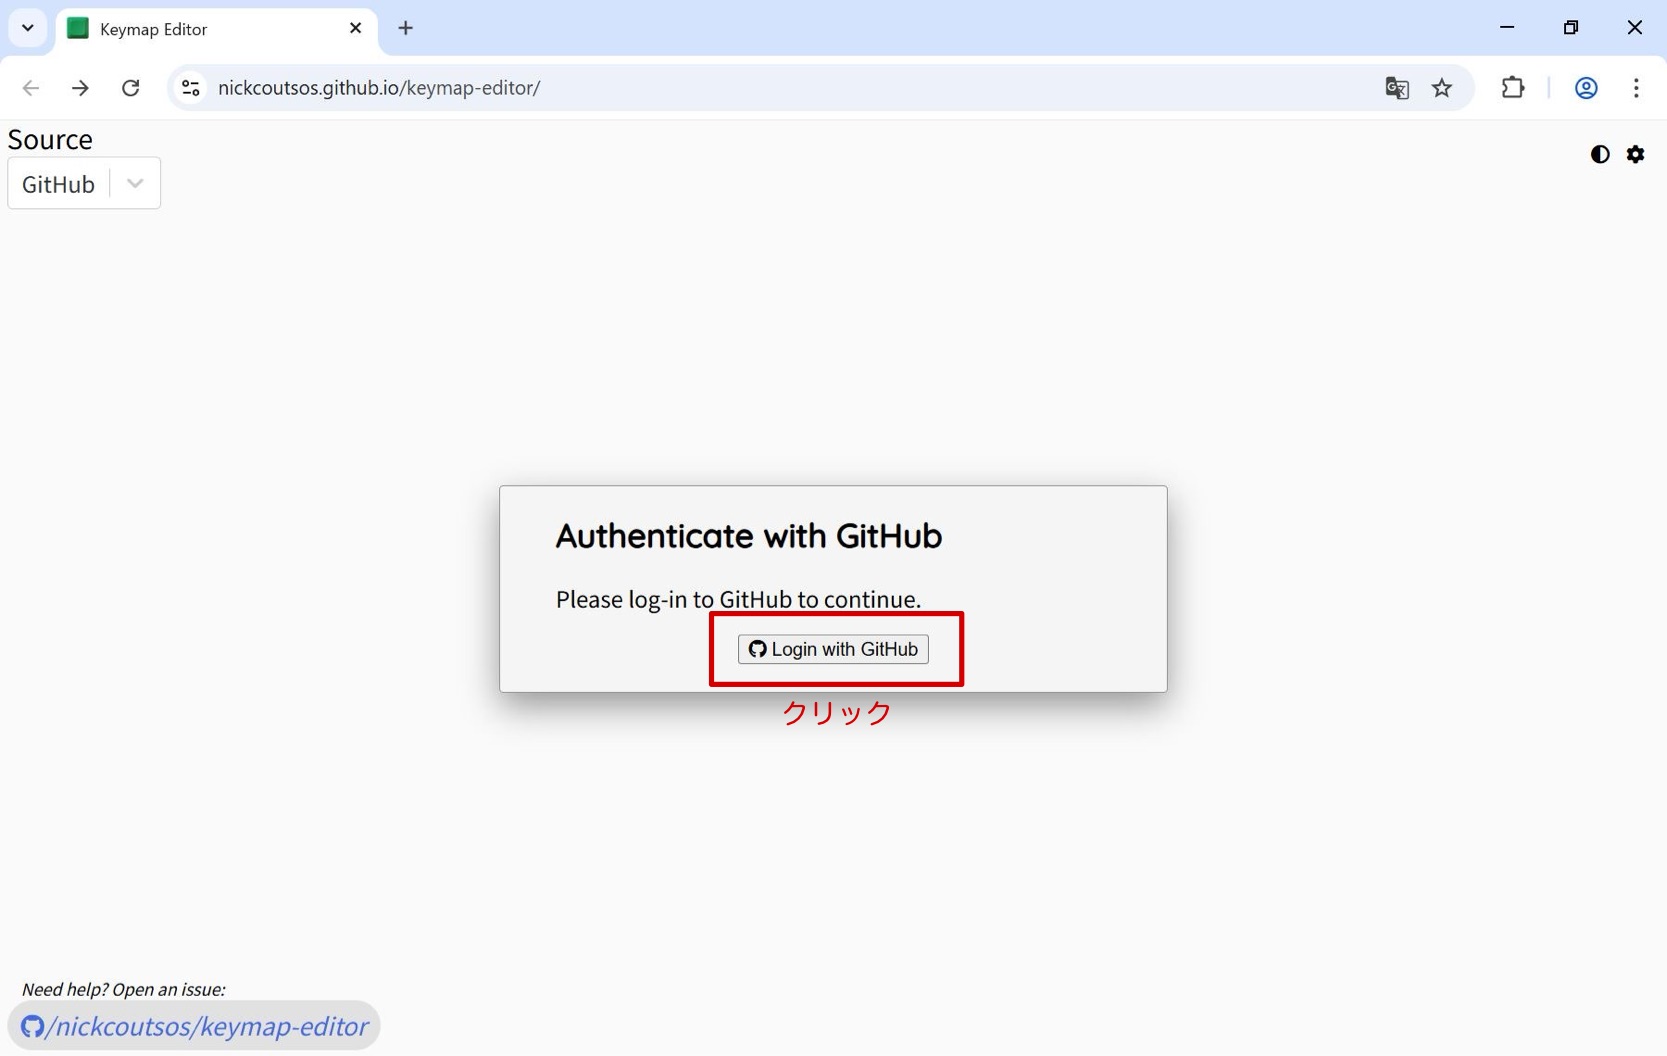 Keymap Editor
nickcoutsos.github.io/keymap-editor/
Source
GitHub
Authenticate with GitHub
Please log-in to GitHub to continue.
Login with GitHub
クリック
Need help? Open an issue:
/nickcoutsos/keymap-editor